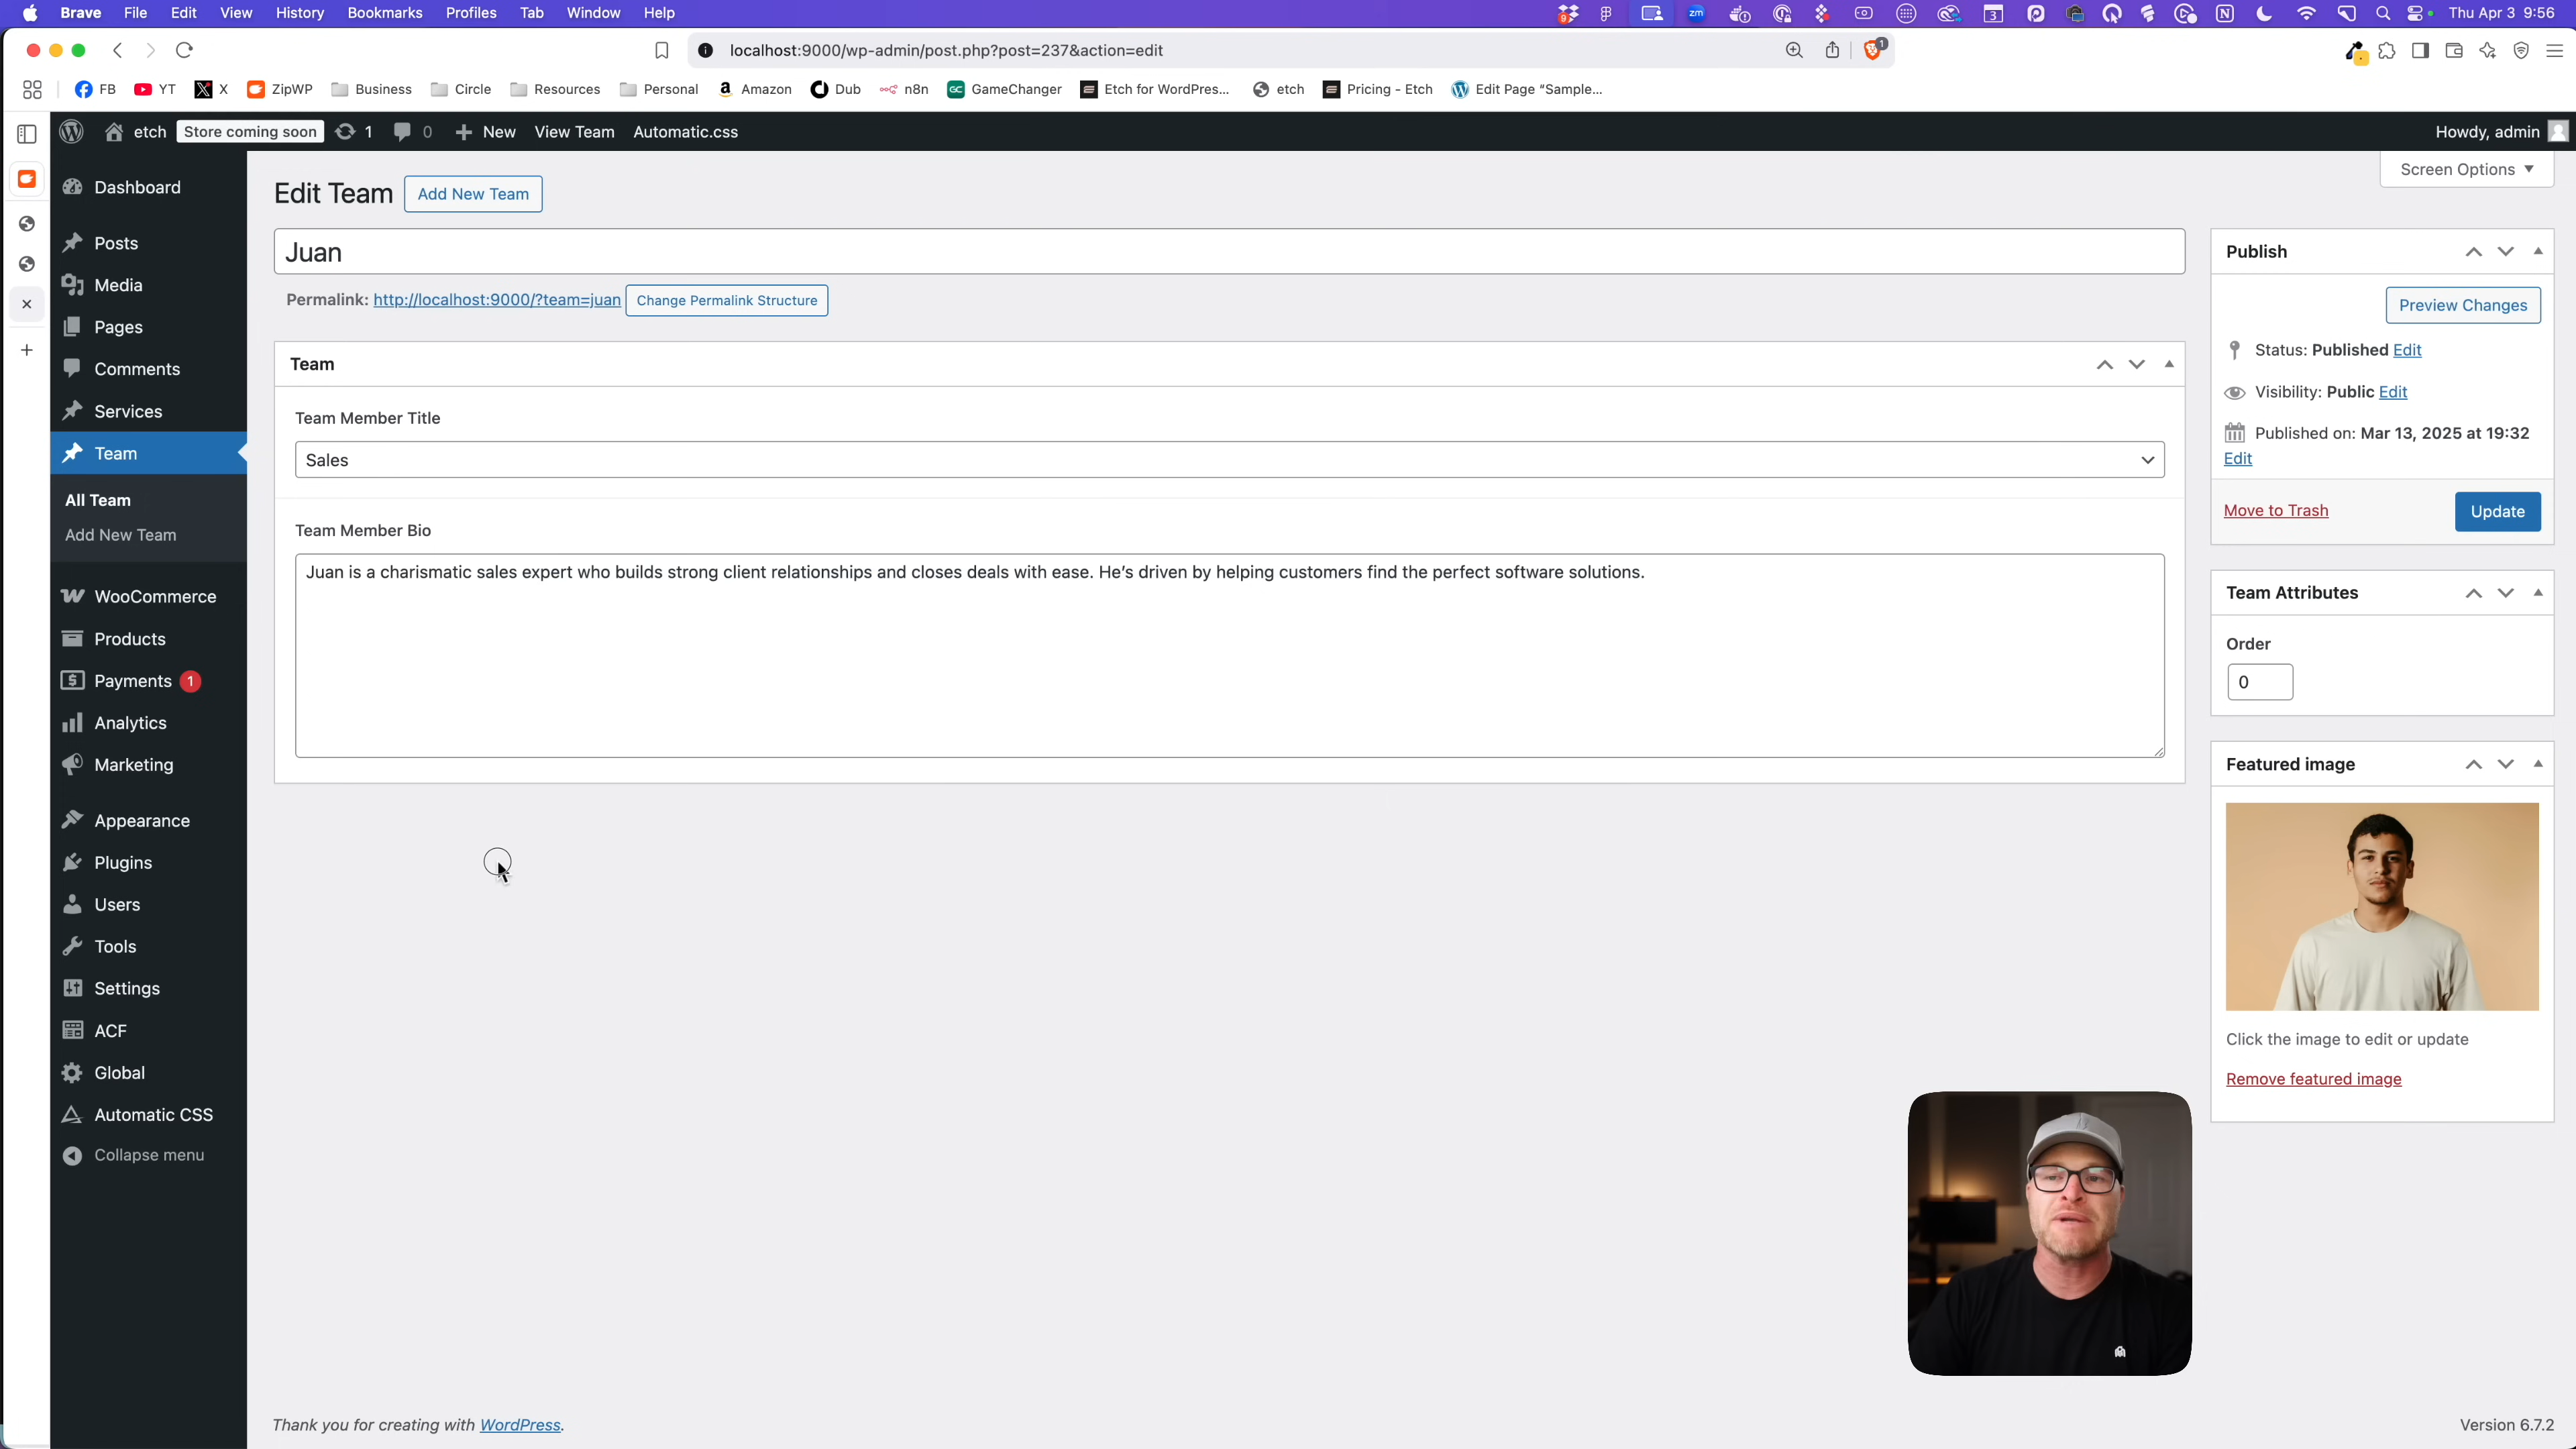 Brave File Edit View History Bookmarks Profiles Tab Window Help
9
zm
3
Thu Apr 3 9:56
localhost:9000/wp-admin/post.php?post=237&action=edit
1
FB YT X ZipWP Business Circle Resources Personal Amazon Dub n8n GameChanger Etch for WordPres... etch Pricing - Etch Edit Page “Sample...
etch Store coming soon 1 0 New View Team Automatic.css
Howdy, admin
Screen Options
Dashboard
Posts
Media
Pages
Comments
Services
Team
All Team
Add New Team
WooCommerce
Products
Payments 1
Analytics
Marketing
Appearance
Plugins
Users
Tools
Settings
ACF
Global
Automatic CSS
Collapse menu
Edit Team Add New Team
Juan
Permalink: http://localhost:9000/?team=juan Change Permalink Structure
Team
Team Member Title
Sales
Team Member Bio
Juan is a charismatic sales expert who builds strong client relationships and closes deals with ease. He’s driven by helping customers find the perfect software solutions.
Publish
Preview Changes
Status: Published Edit
Visibility: Public Edit
Published on: Mar 13, 2025 at 19:32
Edit
Move to Trash Update
Team Attributes
Order
0
Featured image
Click the image to edit or update
Remove featured image
Thank you for creating with WordPress.
Version 6.7.2